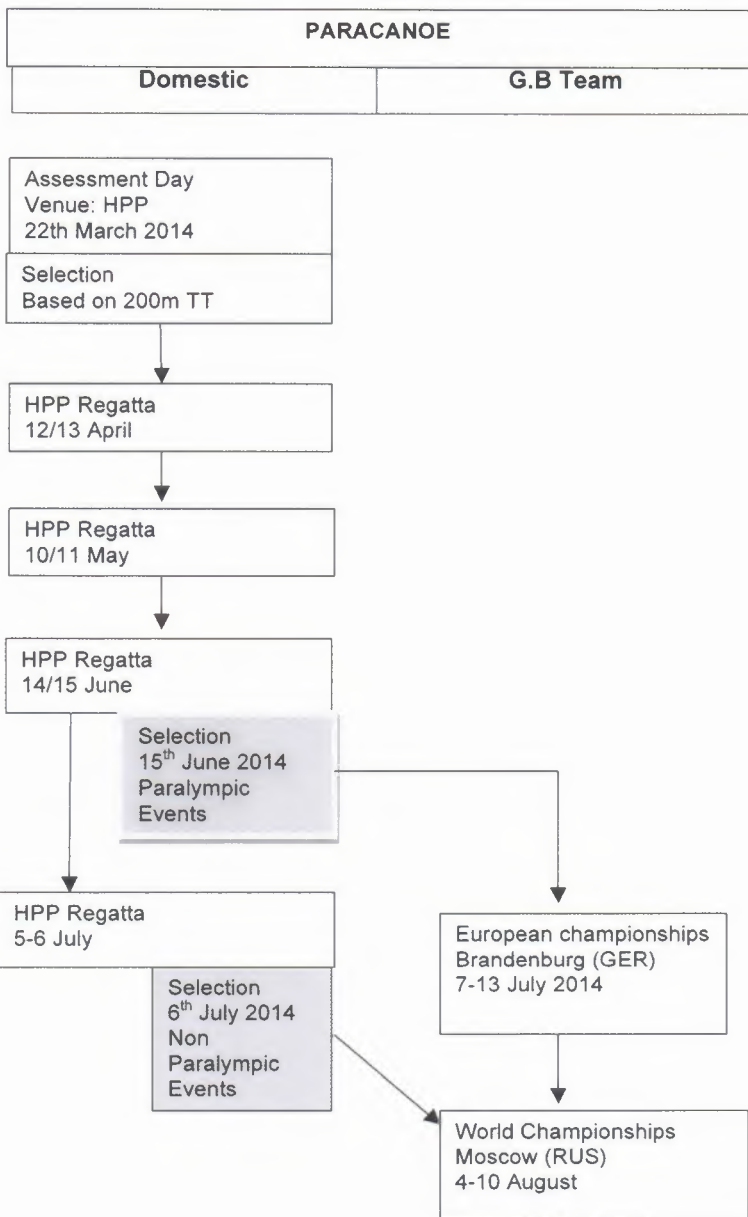 PARACANOE
Domestic
G.B Team
Assessment Day
Venue: HPP
22th March 2014
Selection
Based on 200m TT
HPP Regatta
12/13 April
HPP Regatta
10/11 May
HPP Regatta
14/15 June
Selection
15th June 2014
Paralympic
Events
HPP Regatta
5-6 July
Selection
6th July 2014
Non
Paralympic
Events
European championships
Brandenburg (GER)
7-13 July 2014
World Championships
Moscow (RUS)
4-10 August